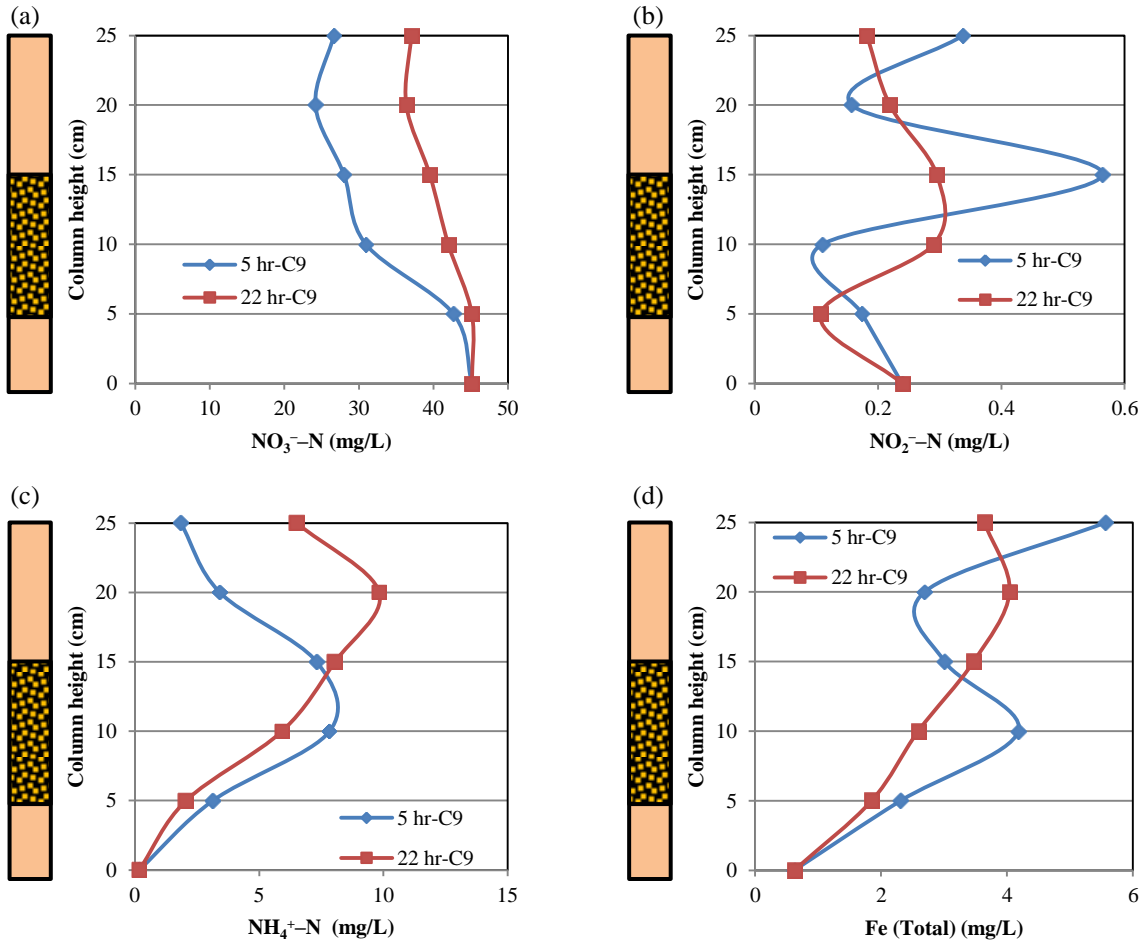 (a)
25
20
15
10
5
0
Column height (cm)
5 hr-C9
22 hr-C9
0 10 20 30 40 50
NO₃⁻–N (mg/L)
(b)
25
20
15
10
5
0
Column height (cm)
5 hr-C9
22 hr-C9
0 0.2 0.4 0.6
NO₂⁻–N (mg/L)
(c)
25
20
15
10
5
0
Column height (cm)
5 hr-C9
22 hr-C9
0 5 10 15
NH₄⁺–N (mg/L)
(d)
25
20
15
10
5
0
Column height (cm)
5 hr-C9
22 hr-C9
0 2 4 6
Fe (Total) (mg/L)